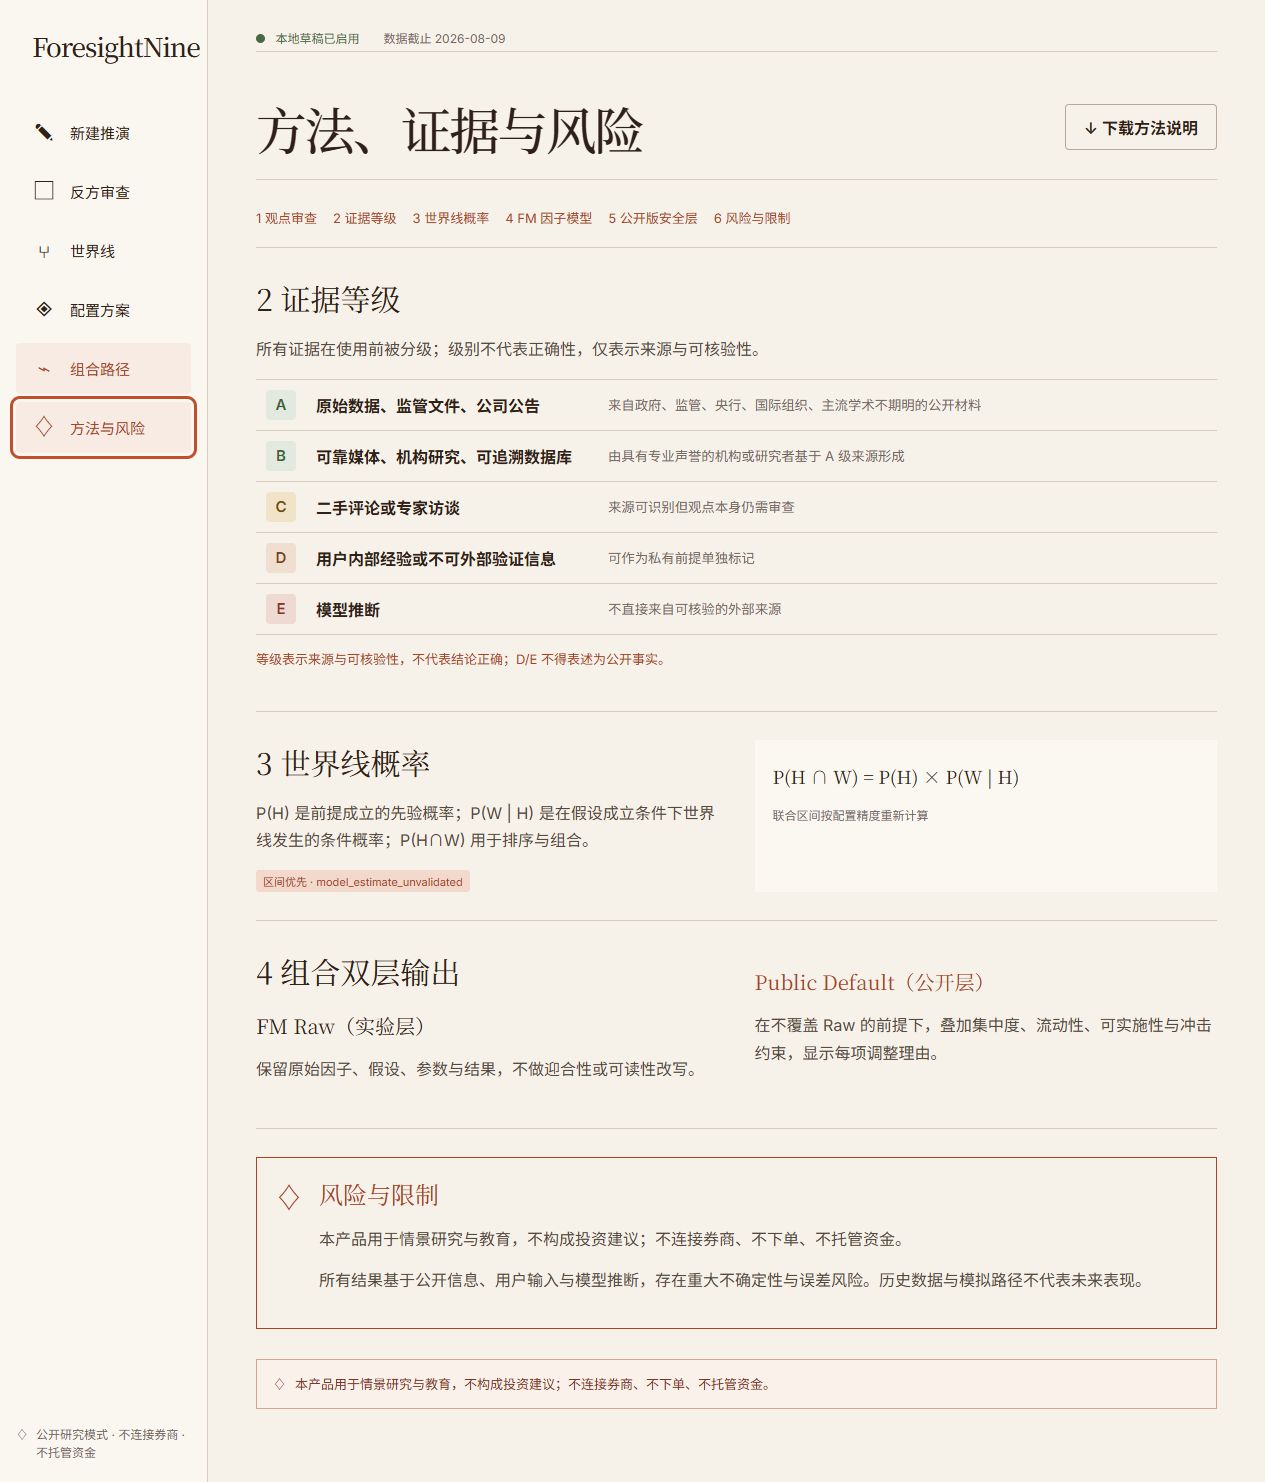 ForesightNine
新建推演
反方审查
世界线
配置方案
组合路径
方法与风险
公开研究模式 · 不连接券商 ·
不托管资金
本地草稿已启用 数据截止 2026-08-09
方法、证据与风险
↓ 下载方法说明
1 观点审查 2 证据等级 3 世界线概率 4 FM 因子模型 5 公开版安全层 6 风险与限制
2 证据等级
所有证据在使用前被分级；级别不代表正确性，仅表示来源与可核验性。
A 原始数据、监管文件、公司公告 来自政府、监管、央行、国际组织、主流学术不期明的公开材料
B 可靠媒体、机构研究、可追溯数据库 由具有专业声誉的机构或研究者基于 A 级来源形成
C 二手评论或专家访谈 来源可识别但观点本身仍需审查
D 用户内部经验或不可外部验证信息 可作为私有前提单独标记
E 模型推断 不直接来自可核验的外部来源
等级表示来源与可核验性，不代表结论正确；D/E 不得表述为公开事实。
3 世界线概率
P(H) 是前提成立的先验概率；P(W | H) 是在假设成立条件下世界
线发生的条件概率；P(H∩W) 用于排序与组合。
区间优先 · model_estimate_unvalidated
P(H ∩ W) = P(H) × P(W | H)
联合区间按配置精度重新计算
4 组合双层输出
FM Raw（实验层）
保留原始因子、假设、参数与结果，不做迎合性或可读性改写。
Public Default（公开层）
在不覆盖 Raw 的前提下，叠加集中度、流动性、可实施性与冲击
约束，显示每项调整理由。
风险与限制
本产品用于情景研究与教育，不构成投资建议；不连接券商、不下单、不托管资金。
所有结果基于公开信息、用户输入与模型推断，存在重大不确定性与误差风险。历史数据与模拟路径不代表未来表现。
本产品用于情景研究与教育，不构成投资建议；不连接券商、不下单、不托管资金。